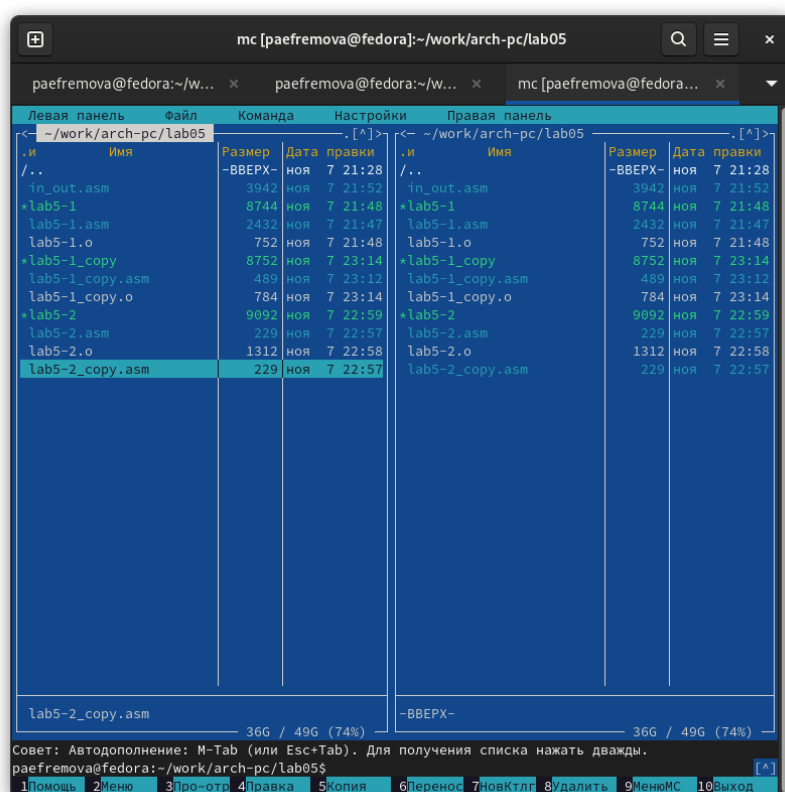 mc [paefremova@fedora]:~/work/arch-pc/lab05
paefremova@fedora:~/w... × paefremova@fedora:~/w... × mc [paefremova@fedora... ×
Левая панель Файл Команда Настройки Правая панель
<─ ~/work/arch-pc/lab05 ─.[^]>
.и Имя Размер Дата правки
/.. -ВВЕРХ- ноя 7 21:28
in_out.asm 3942 ноя 7 21:52
*lab5-1 8744 ноя 7 21:48
lab5-1.asm 2432 ноя 7 21:47
lab5-1.o 752 ноя 7 21:48
*lab5-1_copy 8752 ноя 7 23:14
lab5-1_copy.asm 489 ноя 7 23:12
lab5-1_copy.o 784 ноя 7 23:14
*lab5-2 9092 ноя 7 22:59
lab5-2.asm 229 ноя 7 22:57
lab5-2.o 1312 ноя 7 22:58
lab5-2_copy.asm 229 ноя 7 22:57
lab5-2_copy.asm
36G / 49G (74%)
<─ ~/work/arch-pc/lab05 ─.[^]>
.и Имя Размер Дата правки
/.. -ВВЕРХ- ноя 7 21:28
in_out.asm 3942 ноя 7 21:52
*lab5-1 8744 ноя 7 21:48
lab5-1.asm 2432 ноя 7 21:47
lab5-1.o 752 ноя 7 21:48
*lab5-1_copy 8752 ноя 7 23:14
lab5-1_copy.asm 489 ноя 7 23:12
lab5-1_copy.o 784 ноя 7 23:14
*lab5-2 9092 ноя 7 22:59
lab5-2.asm 229 ноя 7 22:57
lab5-2.o 1312 ноя 7 22:58
lab5-2_copy.asm 229 ноя 7 22:57
-ВВЕРХ-
36G / 49G (74%)
Совет: Автодополнение: M-Tab (или Esc+Tab). Для получения списка нажать дважды.
paefremova@fedora:~/work/arch-pc/lab05$ [^]
1Помощь 2Меню 3Про~отр 4Правка 5Копия 6Перенос 7НовКтлг 8Удалить 9МенюMC 10Выход